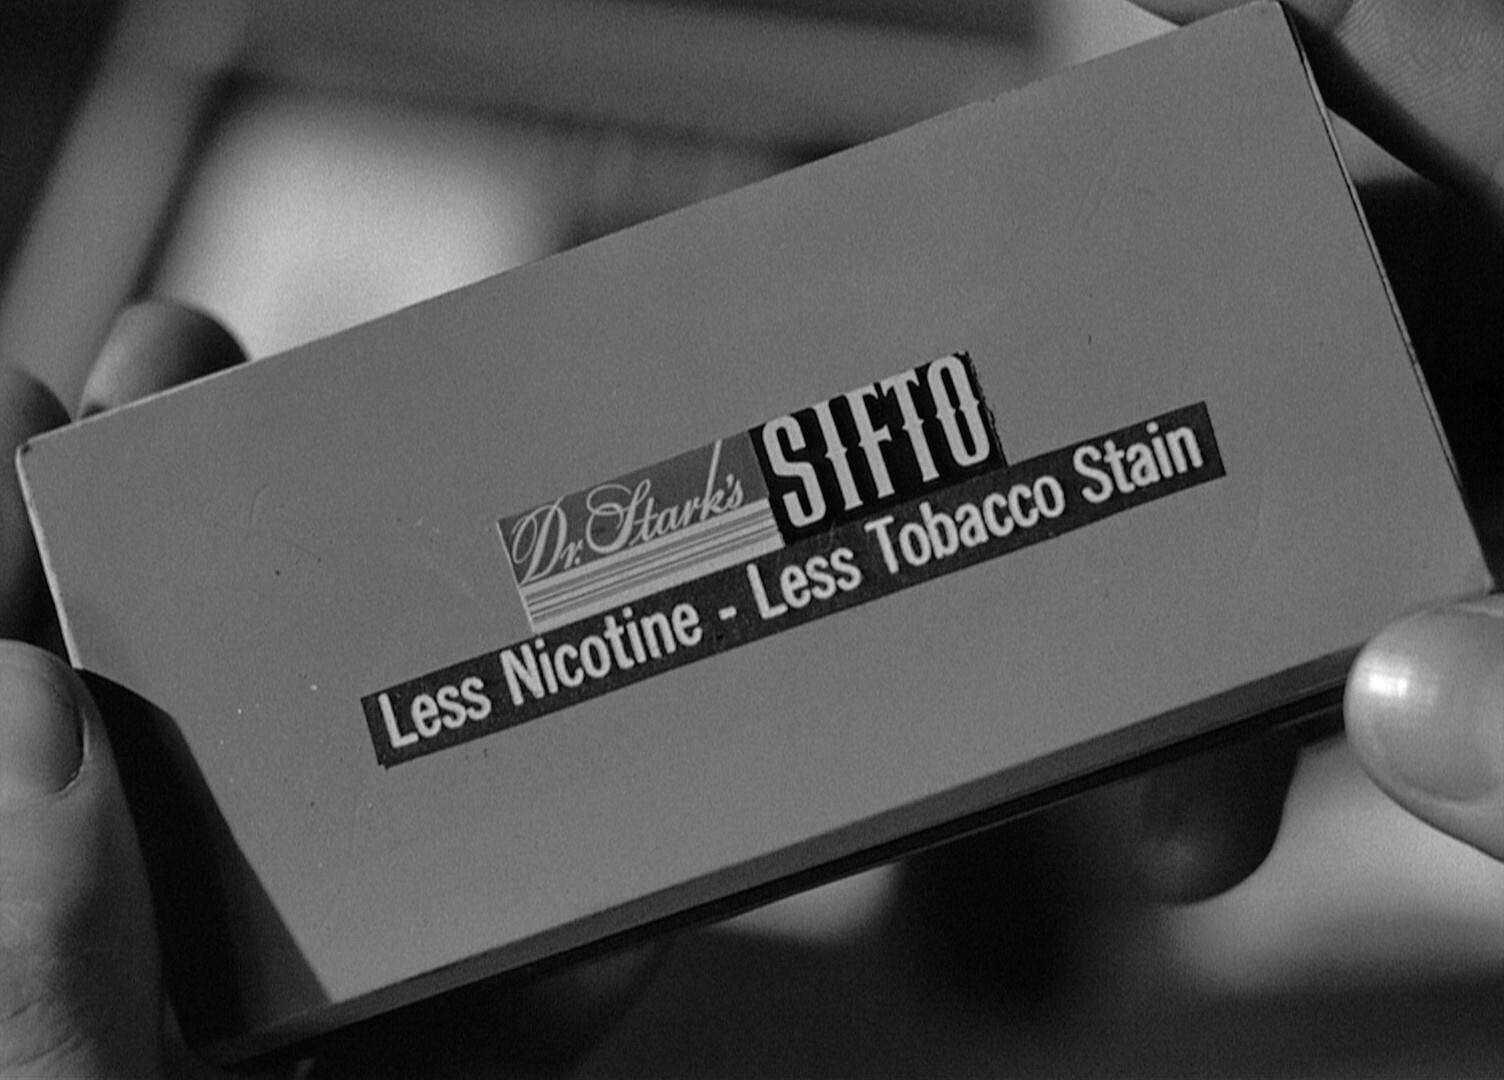 Dr. Stark's SIFTO
Less Nicotine - Less Tobacco Stain